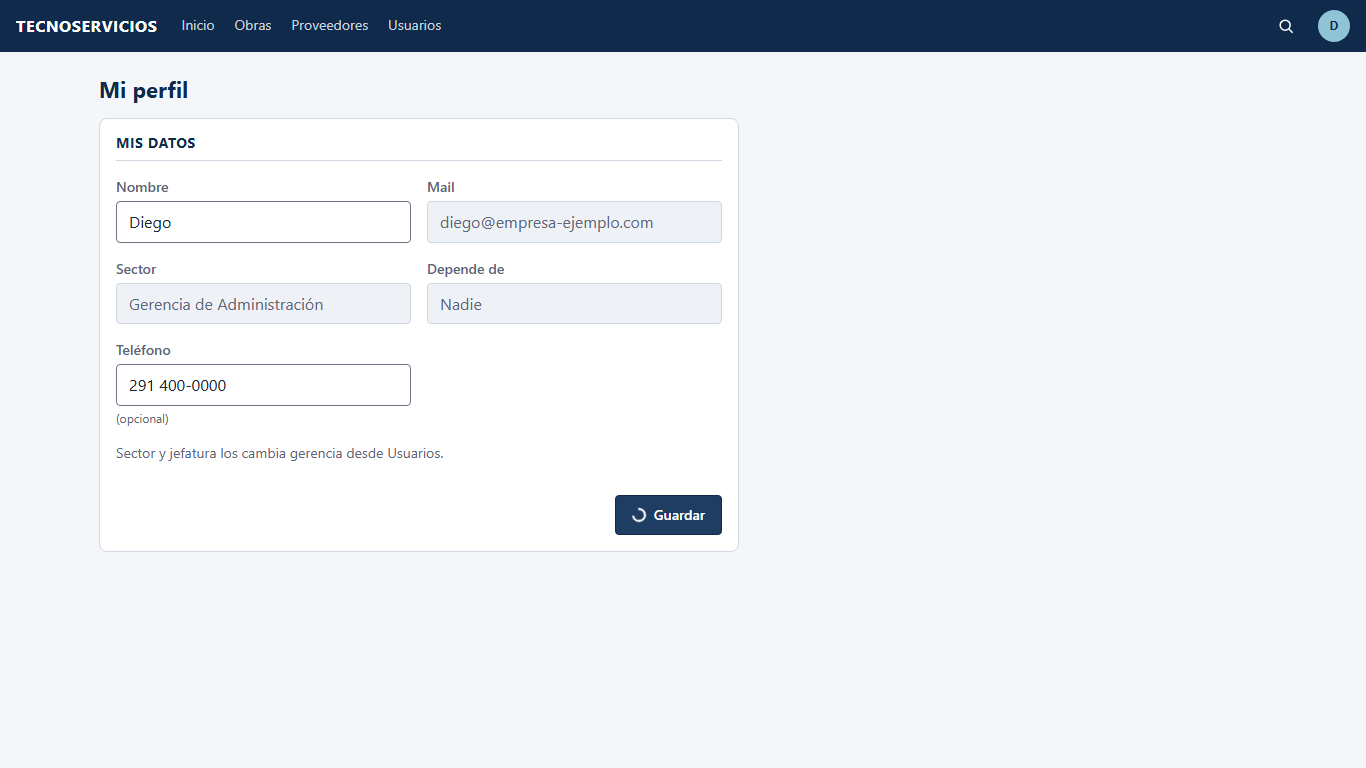 TECNOSERVICIOS Inicio Obras Proveedores Usuarios D
Mi perfil
MIS DATOS
Nombre Mail
Diego diego@empresa-ejemplo.com
Sector Depende de
Gerencia de Administración Nadie
Teléfono
291 400-0000
(opcional)
Sector y jefatura los cambia gerencia desde Usuarios.
Guardar